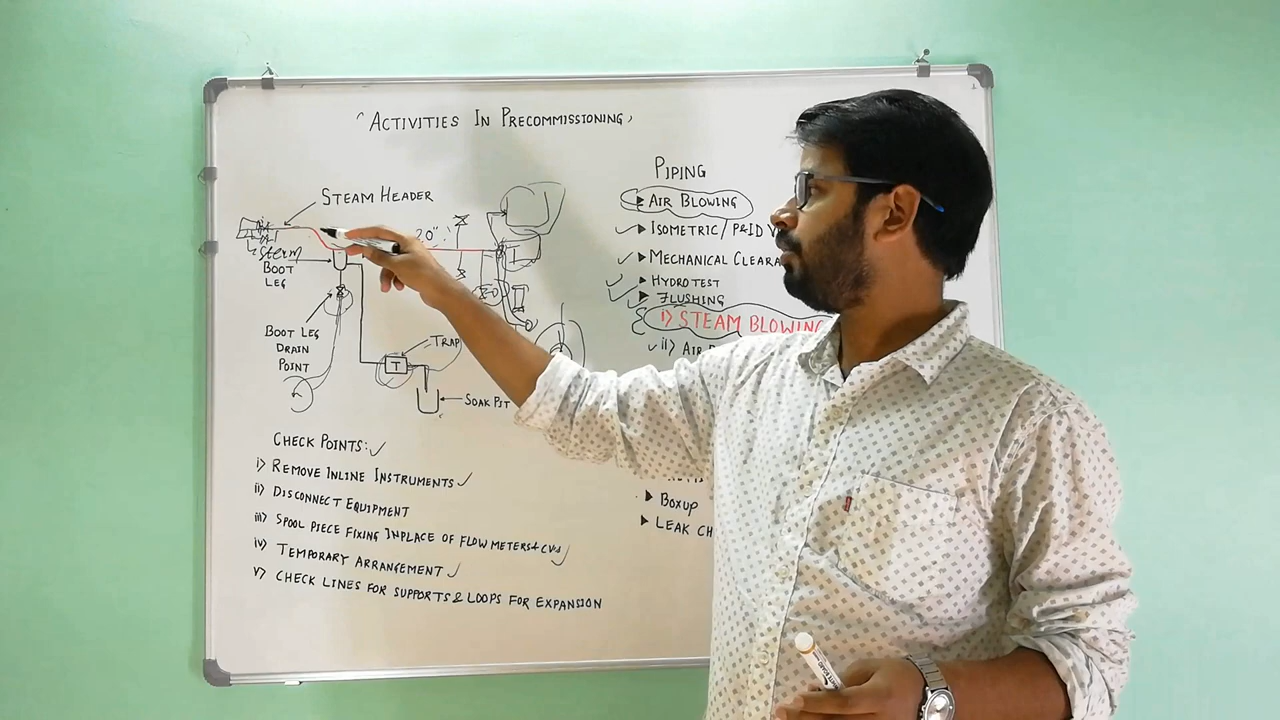 ACTIVITIES IN PRECOMMISSIONING
STEAM HEADER
20"
Steam
BOOT
LEG
BOOT LEG
DRAIN
POINT
TRAP
T
SOAK PIT
CHECK POINTS:
i) REMOVE INLINE INSTRUMENTS
ii) DISCONNECT EQUIPMENT
iii) SPOOL PIECE FIXING INPLACE OF FLOWMETERS & CVs
iv) TEMPORARY ARRANGEMENT
v) CHECK LINES FOR SUPPORTS & LOOPS FOR EXPANSION
PIPING
AIR BLOWING
ISOMETRIC / P&ID
MECHANICAL CLEARA
HYDROTEST
FLUSHING
i) STEAM BLOWING
ii) AIR
BOXUP
LEAK CH